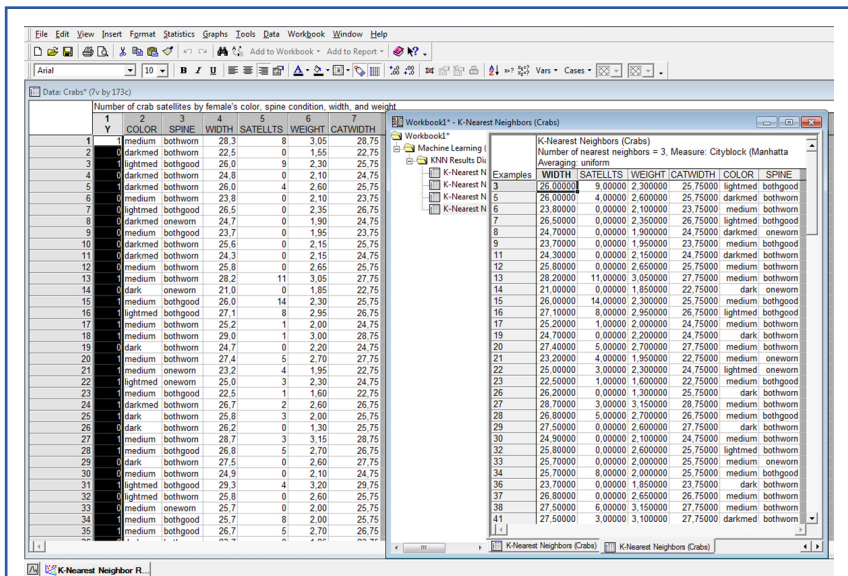 File Edit View Insert Format Statistics Graphs Tools Data Workbook Window Help
Add to Workbook Add to Report
Arial 10 B I U A Vars Cases
Data: Crabs* (7v by 173c)
Number of crab satellites by female's color, spine condition, width, and weight
1 2 3 4 5 6 7
Y COLOR SPINE WIDTH SATELLTS WEIGHT CATWIDTH
1 1 medium bothworn 28,3 8 3,05 28,75
2 0 darkmed bothworn 22,5 0 1,55 22,75
3 1 lightmed bothgood 26,0 9 2,30 25,75
4 0 darkmed bothworn 24,8 0 2,10 24,75
5 1 darkmed bothworn 26,0 4 2,60 25,75
6 0 medium bothworn 23,8 0 2,10 23,75
7 0 lightmed bothgood 26,5 0 2,35 26,75
8 0 darkmed oneworn 24,7 0 1,90 24,75
9 0 medium bothgood 23,7 0 1,95 23,75
10 0 darkmed bothworn 25,6 0 2,15 25,75
11 0 darkmed bothworn 24,3 0 2,15 24,75
12 0 medium bothworn 25,8 0 2,65 25,75
13 1 medium bothworn 28,2 11 3,05 27,75
14 0 dark oneworn 21,0 0 1,85 22,75
15 1 medium bothgood 26,0 14 2,30 25,75
16 1 lightmed bothgood 27,1 8 2,95 26,75
17 1 medium bothworn 25,2 1 2,00 24,75
18 1 medium bothworn 29,0 1 3,00 28,75
19 0 dark bothworn 24,7 0 2,20 24,75
20 1 medium bothworn 27,4 5 2,70 27,75
21 1 medium oneworn 23,2 4 1,95 22,75
22 1 lightmed oneworn 25,0 3 2,30 24,75
23 1 medium bothgood 22,5 1 1,60 22,75
24 1 darkmed bothworn 26,7 2 2,60 26,75
25 1 dark bothworn 25,8 3 2,00 25,75
26 0 dark bothworn 26,2 0 1,30 25,75
27 1 medium bothworn 28,7 3 3,15 28,75
28 1 medium bothgood 26,8 5 2,70 26,75
29 0 dark bothworn 27,5 0 2,60 27,75
30 0 medium bothworn 24,9 0 2,10 24,75
31 1 lightmed bothgood 29,3 4 3,20 29,75
32 0 lightmed bothworn 25,8 0 2,60 25,75
33 0 medium oneworn 25,7 0 2,00 25,75
34 1 medium bothgood 25,7 8 2,00 25,75
35 1 medium bothgood 26,7 5 2,70 26,75
Workbook1* - K-Nearest Neighbors (Crabs)
Workbook1*
Machine Learning (
KNN Results Dia
K-Nearest N
K-Nearest N
K-Nearest N
K-Nearest N
K-Nearest Neighbors (Crabs)
Number of nearest neighbors = 3, Measure: Cityblock (Manhatta
Averaging: uniform
Examples WIDTH SATELLTS WEIGHT CATWIDTH COLOR SPINE
3 26,00000 9,00000 2,300000 25,75000 lightmed bothgood
5 26,00000 4,00000 2,600000 25,75000 darkmed bothworn
6 23,80000 0,00000 2,100000 23,75000 medium bothworn
7 26,50000 0,00000 2,350000 26,75000 lightmed bothgood
8 24,70000 0,00000 1,900000 24,75000 darkmed oneworn
9 23,70000 0,00000 1,950000 23,75000 medium bothgood
11 24,30000 0,00000 2,150000 24,75000 darkmed bothworn
12 25,80000 0,00000 2,650000 25,75000 medium bothworn
13 28,20000 11,00000 3,050000 27,75000 medium bothworn
14 21,00000 0,00000 1,850000 22,75000 dark oneworn
15 26,00000 14,00000 2,300000 25,75000 medium bothgood
16 27,10000 8,00000 2,950000 26,75000 lightmed bothgood
17 25,20000 1,00000 2,000000 24,75000 medium bothworn
19 24,70000 0,00000 2,200000 24,75000 dark bothworn
20 27,40000 5,00000 2,700000 27,75000 medium bothworn
21 23,20000 4,00000 1,950000 22,75000 medium oneworn
22 25,00000 3,00000 2,300000 24,75000 lightmed oneworn
23 22,50000 1,00000 1,600000 22,75000 medium bothgood
26 26,20000 0,00000 1,300000 25,75000 dark bothworn
27 28,70000 3,00000 3,150000 28,75000 medium bothworn
28 26,80000 5,00000 2,700000 26,75000 medium bothgood
29 27,50000 0,00000 2,600000 27,75000 dark bothworn
30 24,90000 0,00000 2,100000 24,75000 medium bothworn
32 25,80000 0,00000 2,600000 25,75000 lightmed bothworn
33 25,70000 0,00000 2,000000 25,75000 medium oneworn
34 25,70000 8,00000 2,000000 25,75000 medium bothgood
36 23,70000 0,00000 1,850000 23,75000 dark bothworn
37 26,80000 0,00000 2,650000 26,75000 medium bothworn
38 27,50000 6,00000 3,150000 27,75000 medium bothworn
41 27,50000 3,00000 3,100000 27,75000 darkmed bothworn
K-Nearest Neighbors (Crabs) K-Nearest Neighbors (Crabs)
K-Nearest Neighbor R...